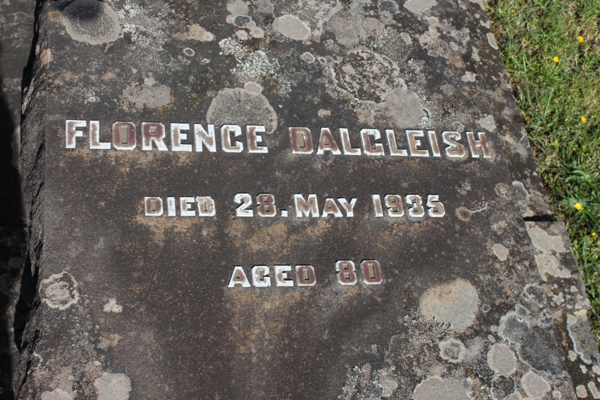 FLORENCE DALGLEISH
DIED 28. MAY 1935
AGED 80